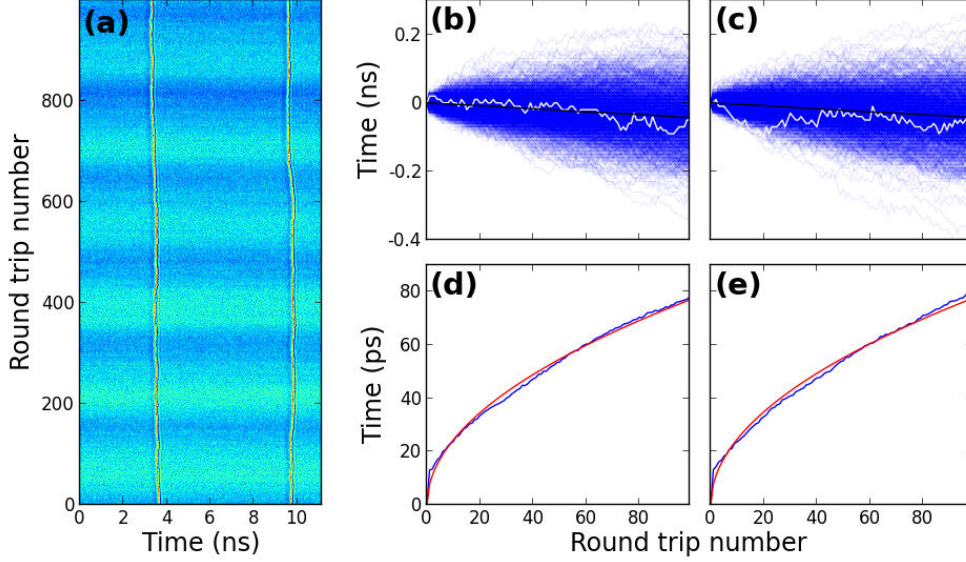 (a)
Round trip number
800
600
400
200
0
0 2 4 6 8 10
Time (ns)
(b)
(c)
Time (ns)
0.2
0
-0.2
-0.4
(d)
(e)
Time (ps)
80
60
40
20
0
0 20 40 60 80
0 20 40 60 80
Round trip number